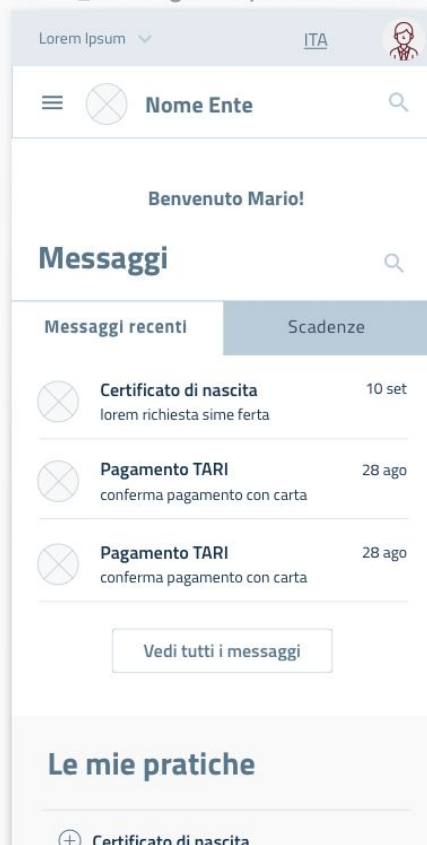 Lorem Ipsum ITA
Nome Ente
Benvenuto Mario!
Messaggi
Messaggi recenti Scadenze
Certificato di nascita 10 set
lorem richiesta sime ferta
Pagamento TARI 28 ago
conferma pagamento con carta
Pagamento TARI 28 ago
conferma pagamento con carta
Vedi tutti i messaggi
Le mie pratiche
Certificato di nascita